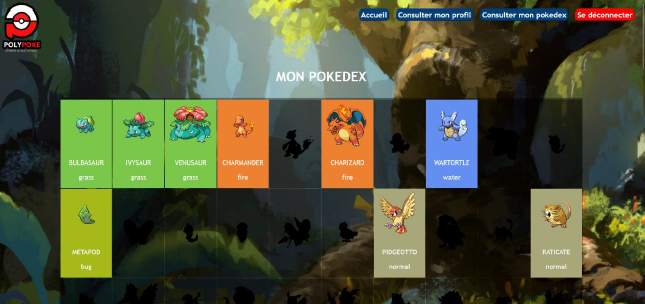 Accueil Consulter mon profil Consulter mon pokedex Se déconnecter
POLYPOKE
MON POKEDEX
BULBASAUR IVYSAUR VENUSAUR CHARMANDER CHARIZARD WARTORTLE
grass grass grass fire fire water
METAPOD PIDGEOTTO RATICATE
bug normal normal